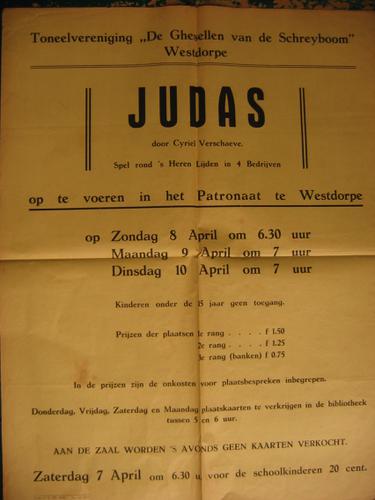 Toneelvereniging „De Ghesellen van de Schreyboom"
Westdorpe
JUDAS
door Cyriel Verschaeve.
Spel rond 's Heren Lijden in 4 Bedrijven
op te voeren in het Patronaat te Westdorpe
op Zondag 8 April om 6.30 uur
Maandag 9 April om 7 uur
Dinsdag 10 April om 7 uur
Kinderen onder de 15 jaar geen toegang.
Prijzen der plaatsen 1e rang . . . . f 1.50
2e rang . . . . f 1.25
3e rang (banken) f 0.75
In de prijzen zijn de onkosten voor plaatsbespreken inbegrepen.
Donderdag, Vrijdag, Zaterdag en Maandag plaatskaarten te verkrijgen in de bibliotheek
tussen 5 en 6 uur.
AAN DE ZAAL WORDEN 'S AVONDS GEEN KAARTEN VERKOCHT.
Zaterdag 7 April om 6.30 u. voor de schoolkinderen 20 cent.